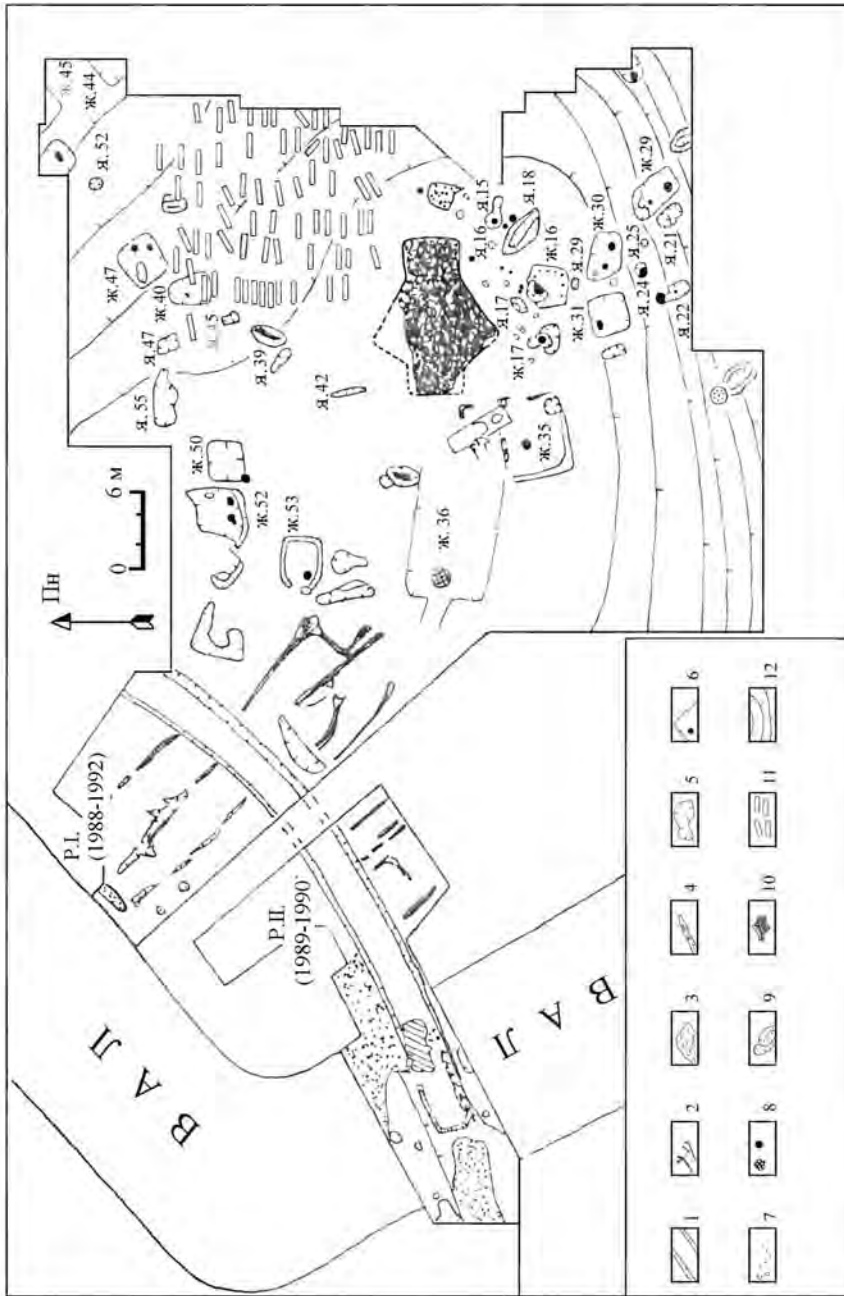 Пн
0 6 м
ВАЛ
ВАЛ
Р.I.
(1988-1992)
Р.II.
(1989-1990)
Ж.45
Ж.44
Я.52
Ж.47
Ж.40
Я.47
Я.55
Я.39
Я.42
Ж.50
Ж.52
Ж.53
Ж.36
Ж.35
Я.15
Я.16
Я.18
Ж.16
Я.17
Ж.17
Я.29
Ж.31
Ж.30
Ж.29
Я.25
Я.24
Я.21
Я.22
1
2
3
4
5
6
7
8
9
10
11
12